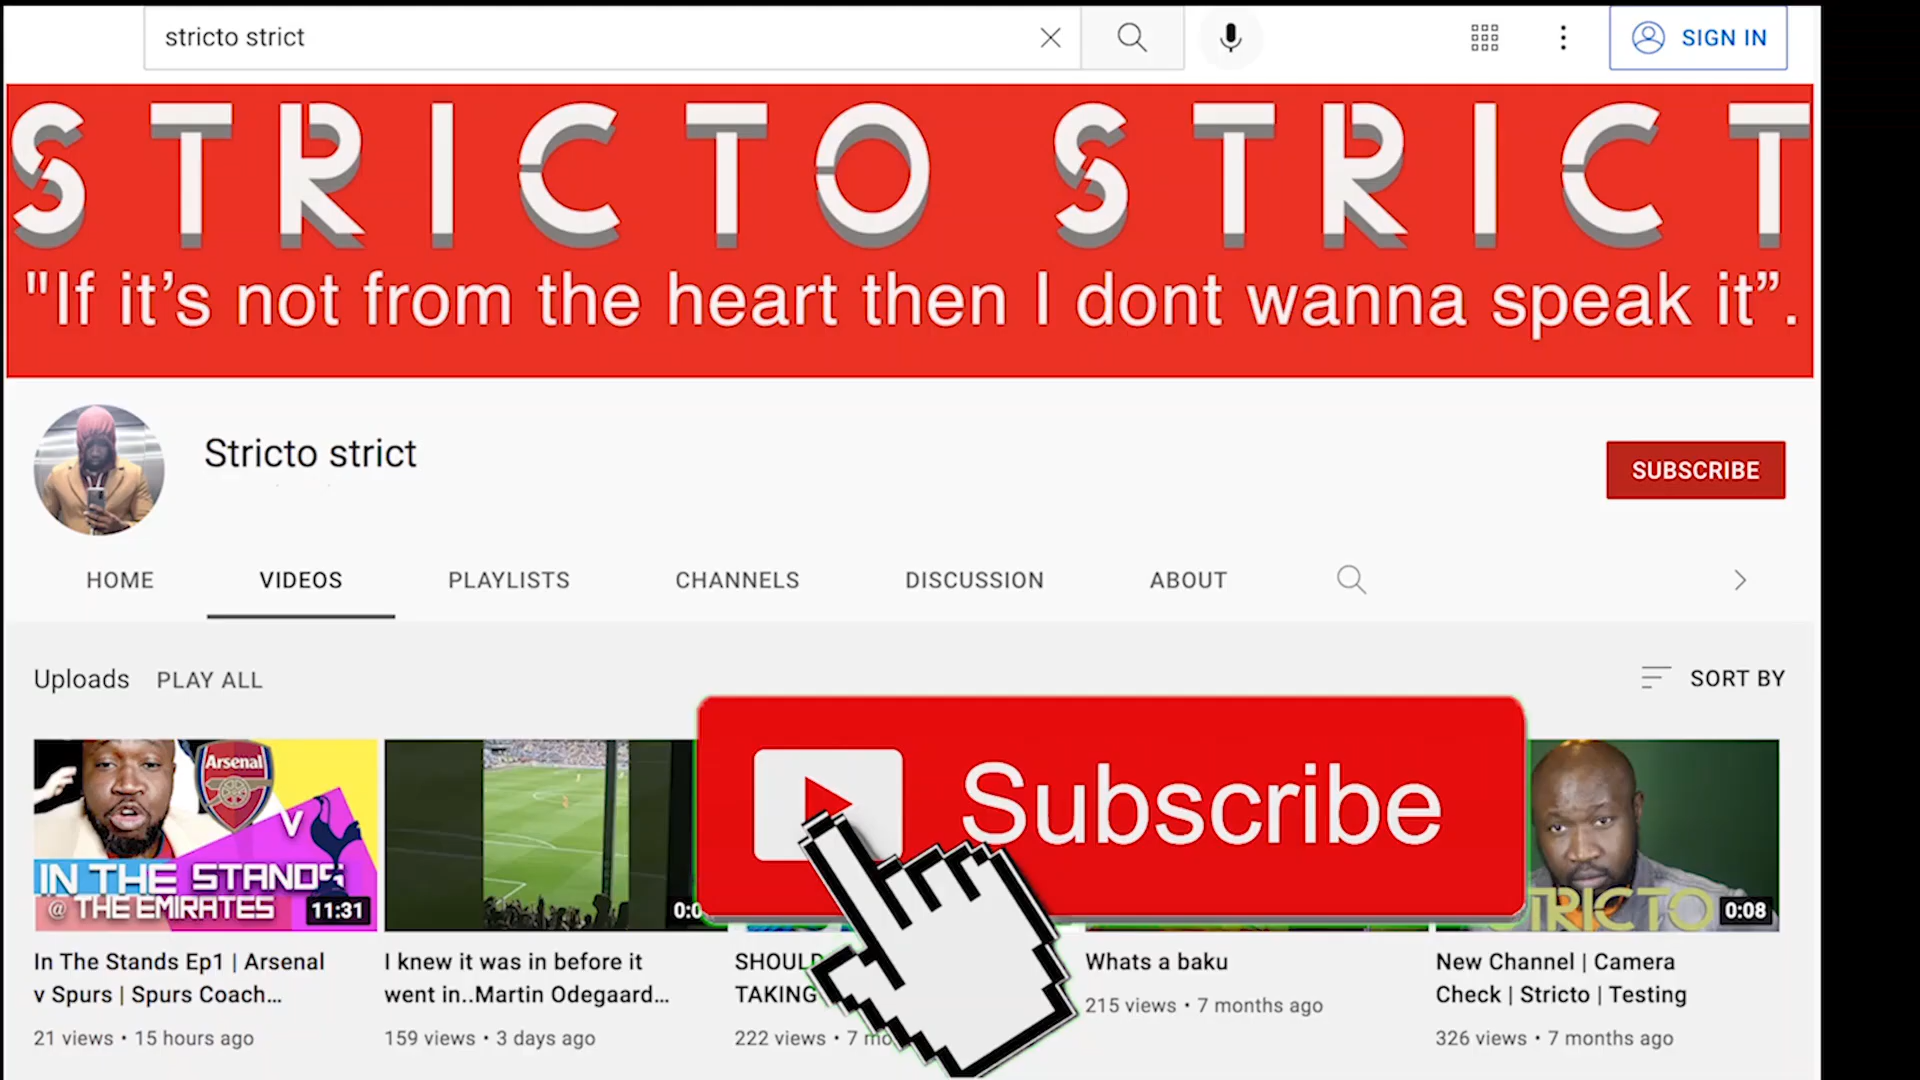 stricto strict
SIGN IN
STRICTO STRICT
"If it’s not from the heart then I dont wanna speak it”.
Stricto strict
SUBSCRIBE
HOME VIDEOS PLAYLISTS CHANNELS DISCUSSION ABOUT
Uploads PLAY ALL
SORT BY
Subscribe
Arsenal
V
IN THE STANDS
@ THE EMIRATES
11:31
STRICTO
0:08
In The Stands Ep1 | Arsenal
v Spurs | Spurs Coach...
21 views • 15 hours ago
I knew it was in before it
went in..Martin Odegaard...
159 views • 3 days ago
SHOULD
TAKING
222 views • 7
Whats a baku
215 views • 7 months ago
New Channel | Camera
Check | Stricto | Testing
326 views • 7 months ago